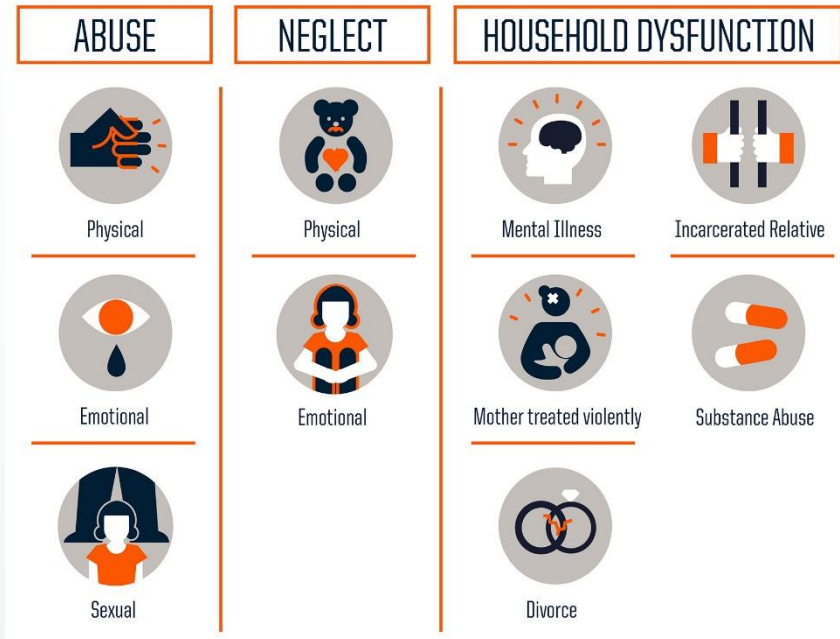 ABUSE
Physical
Emotional
Sexual
NEGLECT
Physical
Emotional
HOUSEHOLD DYSFUNCTION
Mental Illness
Incarcerated Relative
Mother treated violently
Substance Abuse
Divorce